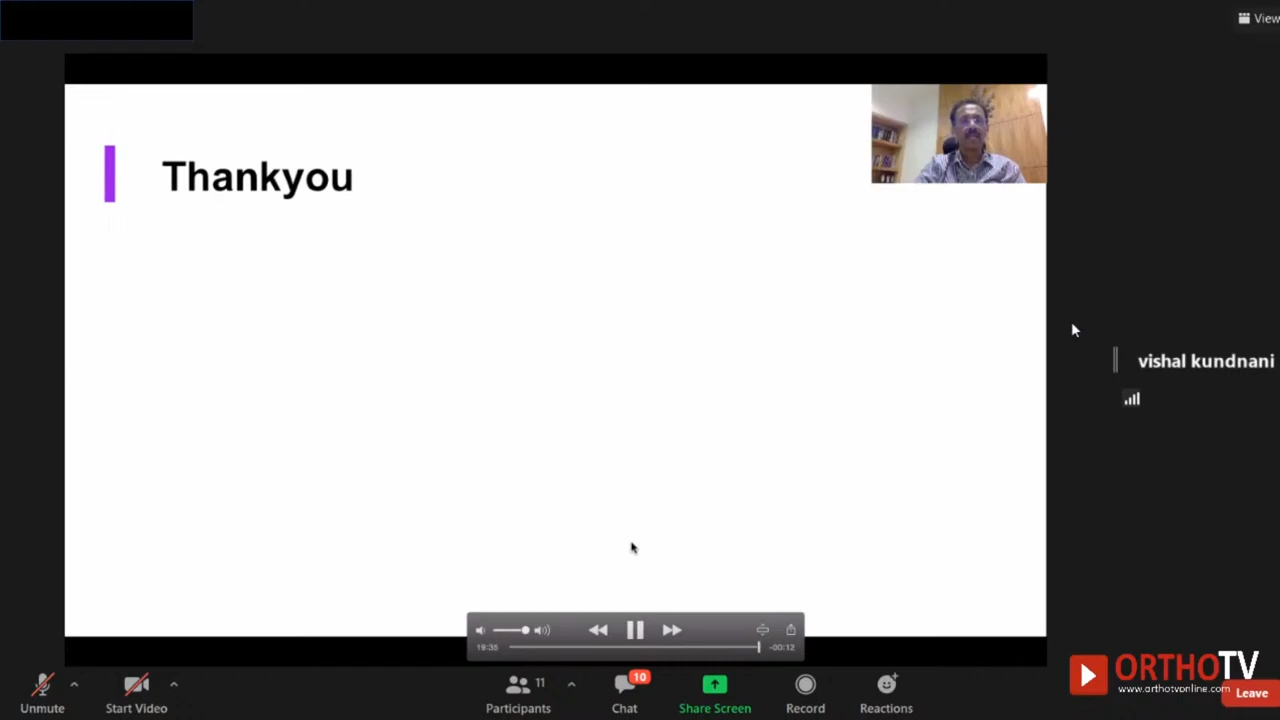 View
Thankyou
vishal kundnani
19:35
-00:12
11
10
Unmute
Start Video
Participants
Chat
Share Screen
Record
Reactions
ORTHOTV
www.orthotvonline.com
Leave